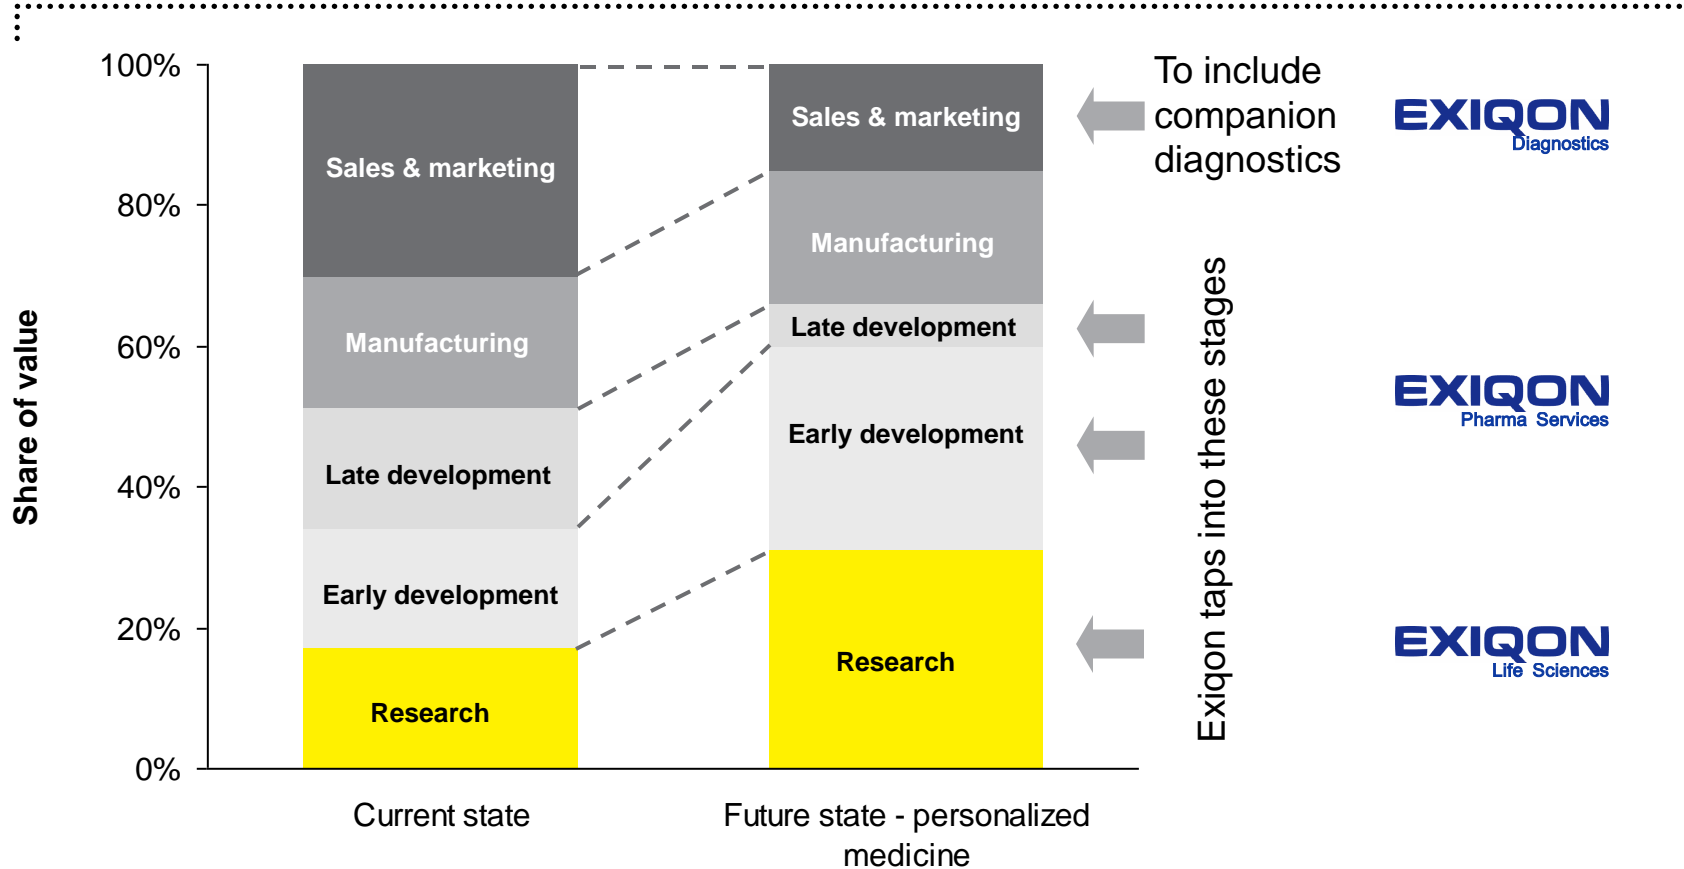 100%
80%
60%
40%
20%
0%
Share of value
Sales & marketing
Manufacturing
Late development
Early development
Research
Current state
Sales & marketing
Manufacturing
Late development
Early development
Research
Future state - personalized
medicine
To include
companion
diagnostics
Exiqon taps into these stages
EXIQON
Diagnostics
EXIQON
Pharma Services
EXIQON
Life Sciences